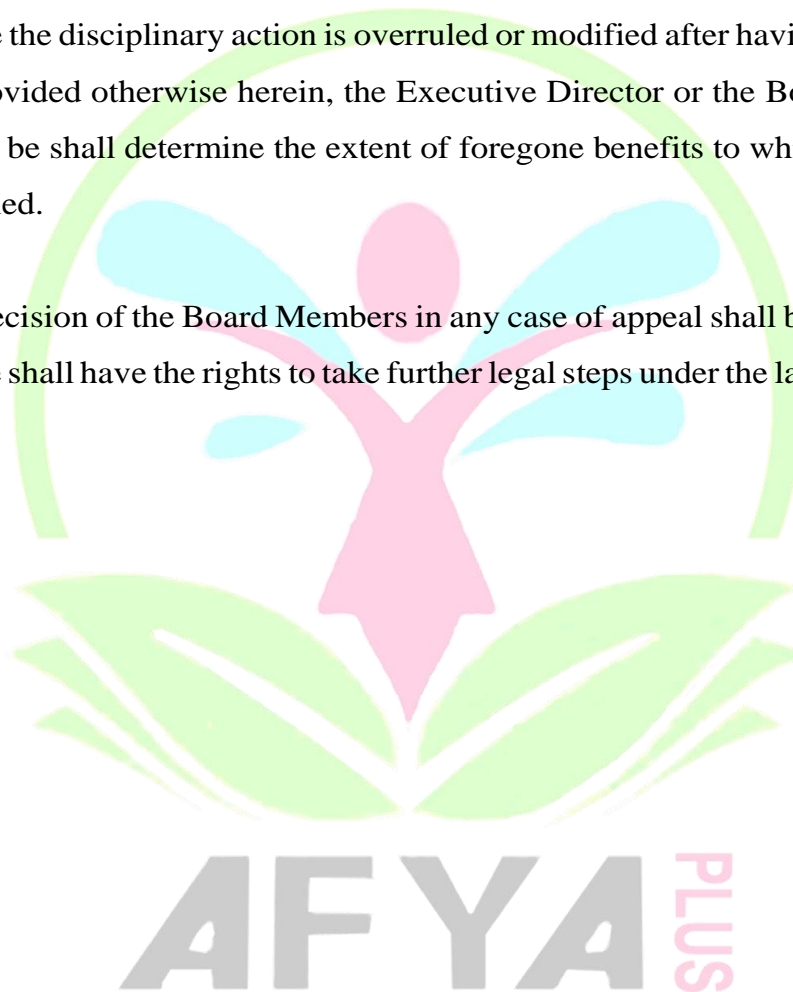 the disciplinary action is overruled or modified after havi
ovided otherwise herein, the Executive Director or the Bo
be shall determine the extent of foregone benefits to wh
ed.
ecision of the Board Members in any case of appeal shall b
shall have the rights to take further legal steps under the la
AFYA PLUS